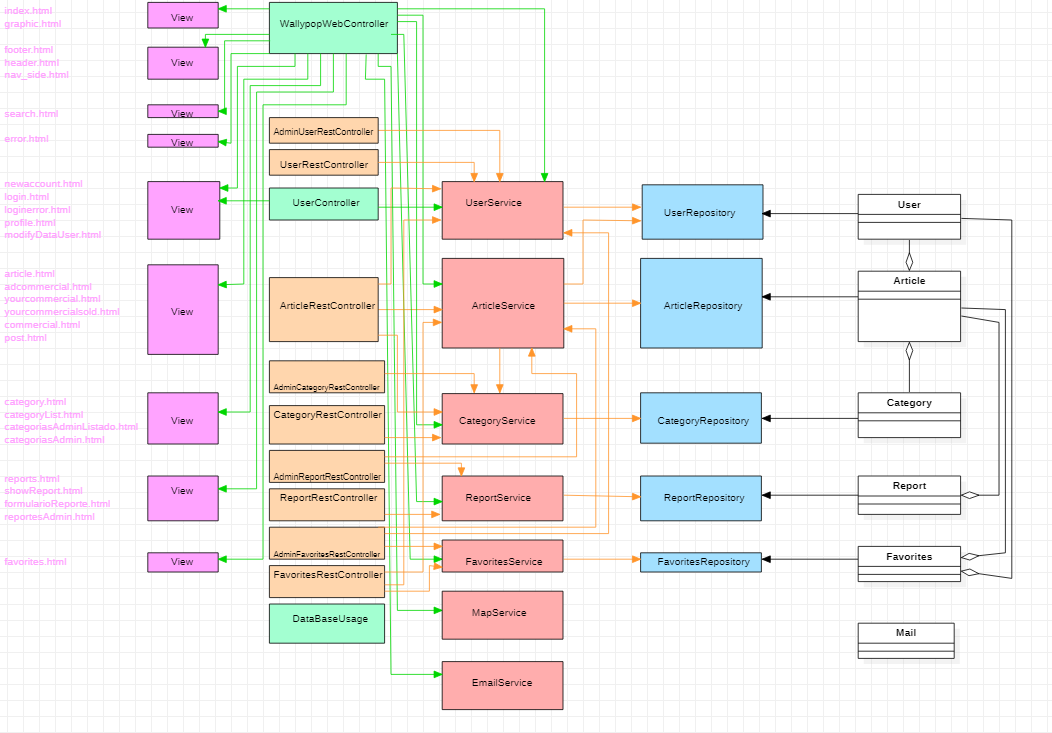 index.html
graphic.html
footer.html
header.html
nav_side.html
search.html
error.html
newaccount.html
login.html
loginerror.html
profile.html
modifyDataUser.html
article.html
adcommercial.html
yourcommercial.html
yourcommercialsold.html
commercial.html
post.html
category.html
categoryList.html
categoriasAdminListado.html
categoriasAdmin.html
reports.html
showReport.html
formularioReporte.html
reportesAdmin.html
favorites.html
View
View
View
View
View
View
View
View
View
WallypopWebController
AdminUserRestController
UserRestController
UserController
ArticleRestController
AdminCategoryRestController
CategoryRestController
AdminReportRestController
ReportRestController
AdminFavoritesRestController
FavoritesRestController
DataBaseUsage
UserService
ArticleService
CategoryService
ReportService
FavoritesService
MapService
EmailService
UserRepository
ArticleRepository
CategoryRepository
ReportRepository
FavoritesRepository
User
Article
Category
Report
Favorites
Mail